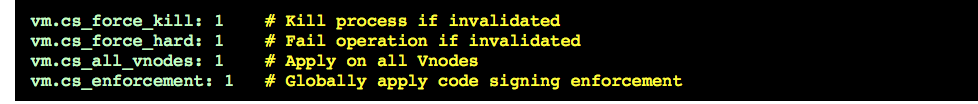 vm.cs_force_kill: 1    # Kill process if invalidated
vm.cs_force_hard: 1    # Fail operation if invalidated
vm.cs_all_vnodes: 1    # Apply on all Vnodes
vm.cs_enforcement: 1   # Globally apply code signing enforcement